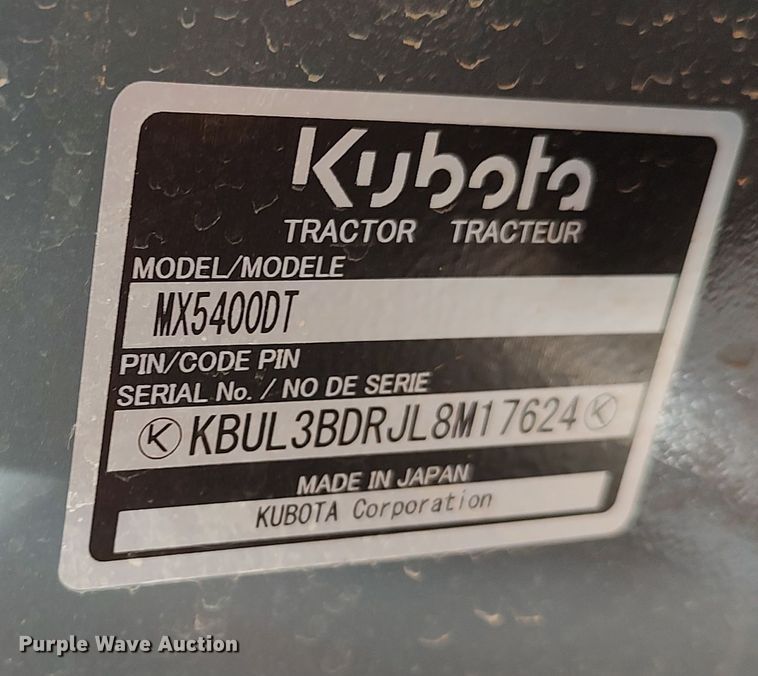 Kubota
TRACTOR TRACTEUR
MODEL/MODELE
MX5400DT
PIN/CODE PIN
SERIAL No. / NO DE SERIE
K KBUL3BDRJL8M17624 K
MADE IN JAPAN
KUBOTA Corporation
Purple Wave Auction